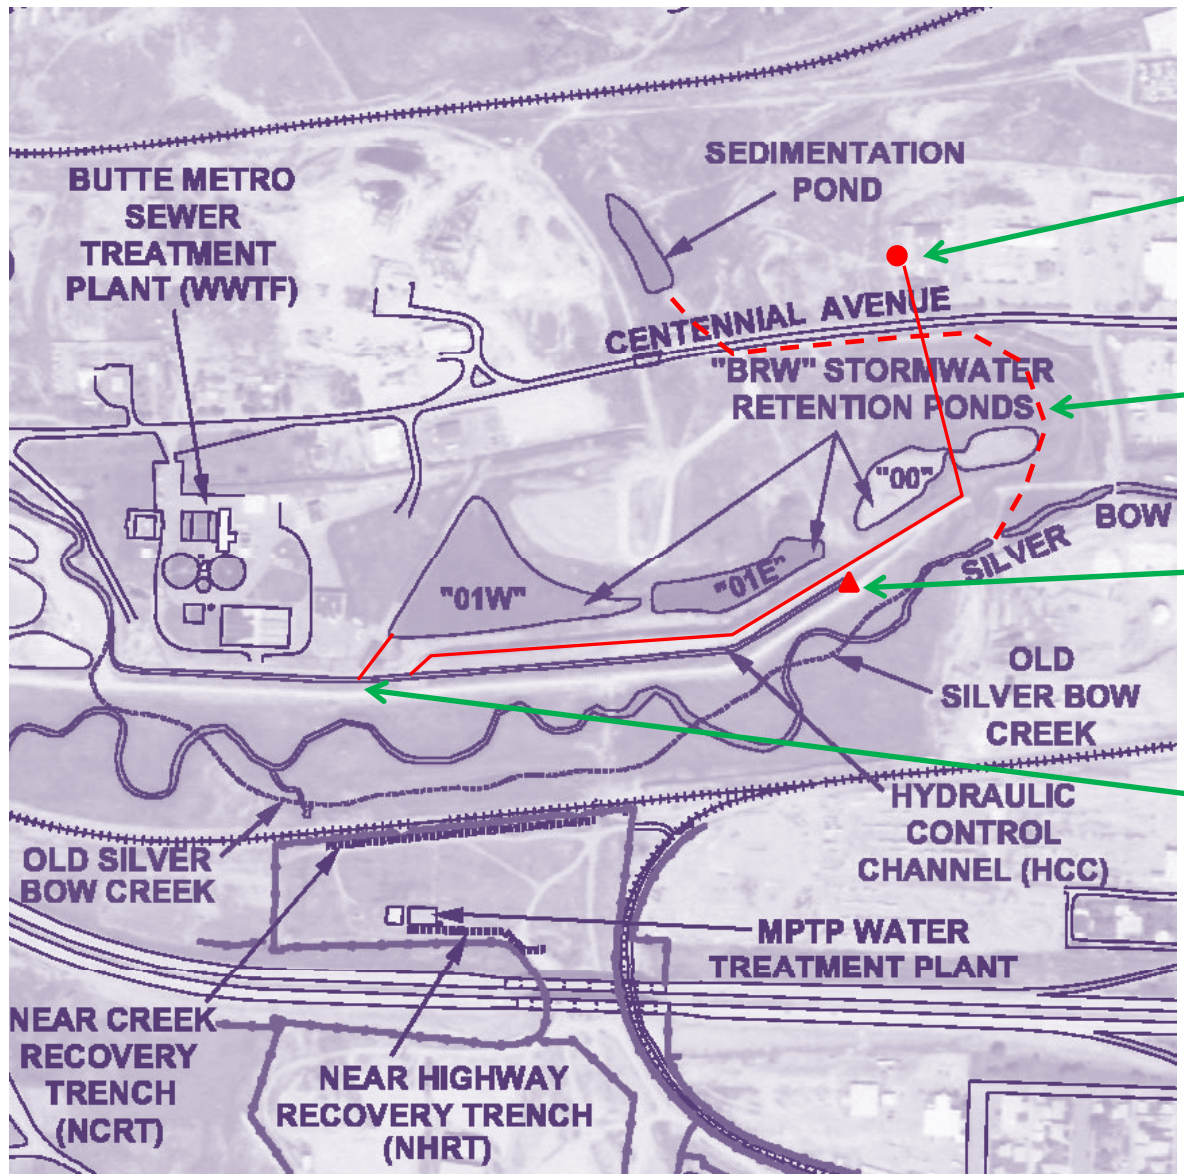 SEDIMENTATION
POND
BUTTE METRO
SEWER
TREATMENT
PLANT (WWTF)
CENTENNIAL AVENUE
"BRW" STORMWATER
RETENTION PONDS
"00"
"01E"
"01W"
SILVER BOW
OLD
SILVER BOW
CREEK
HYDRAULIC
CONTROL
CHANNEL (HCC)
OLD SILVER
BOW CREEK
MPTP WATER
TREATMENT PLANT
NEAR CREEK
RECOVERY
TRENCH
(NCRT)
NEAR HIGHWAY
RECOVERY TRENCH
(NHRT)